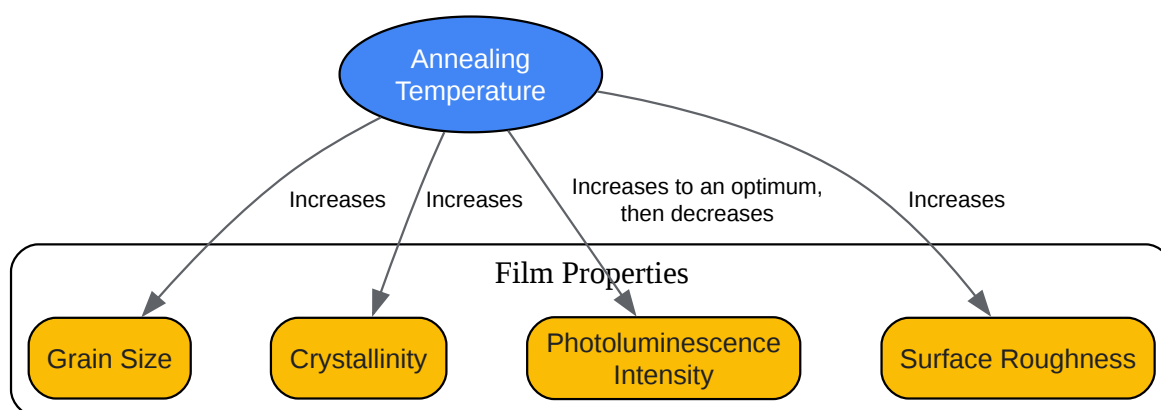 Annealing
Temperature
Increases
Increases
Increases to an optimum,
then decreases
Increases
Film Properties
Grain Size
Crystallinity
Photoluminescence
Intensity
Surface Roughness